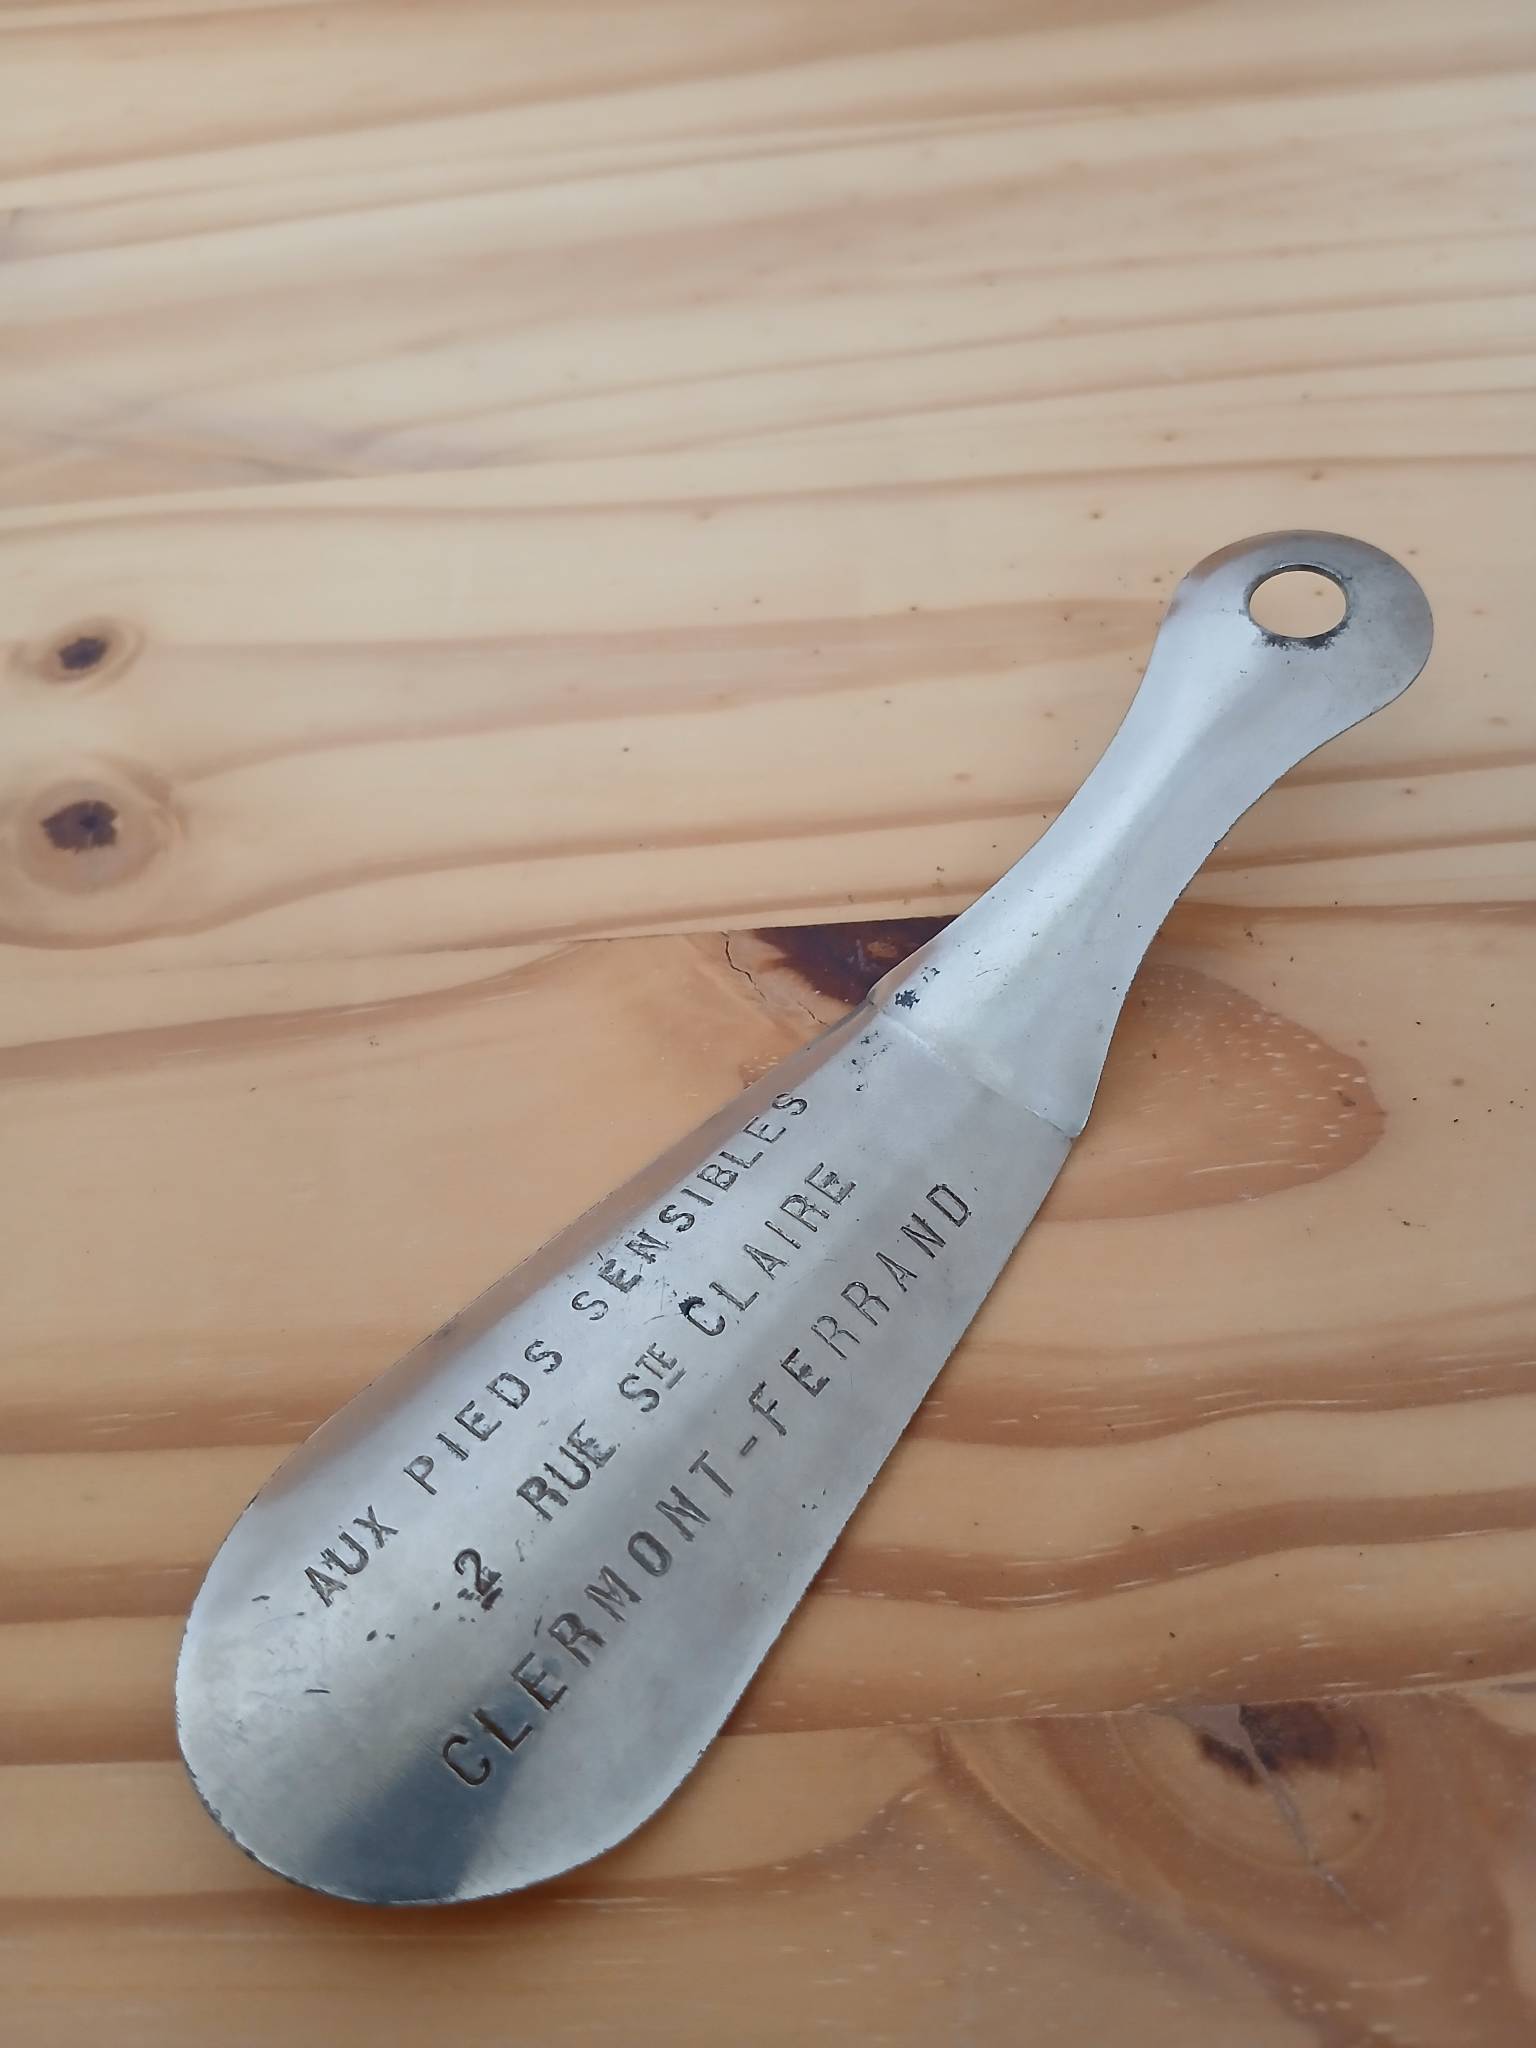 AUX PIEDS SENSIBLES
2 RUE STE CLAIRE
CLERMONT-FERRAND